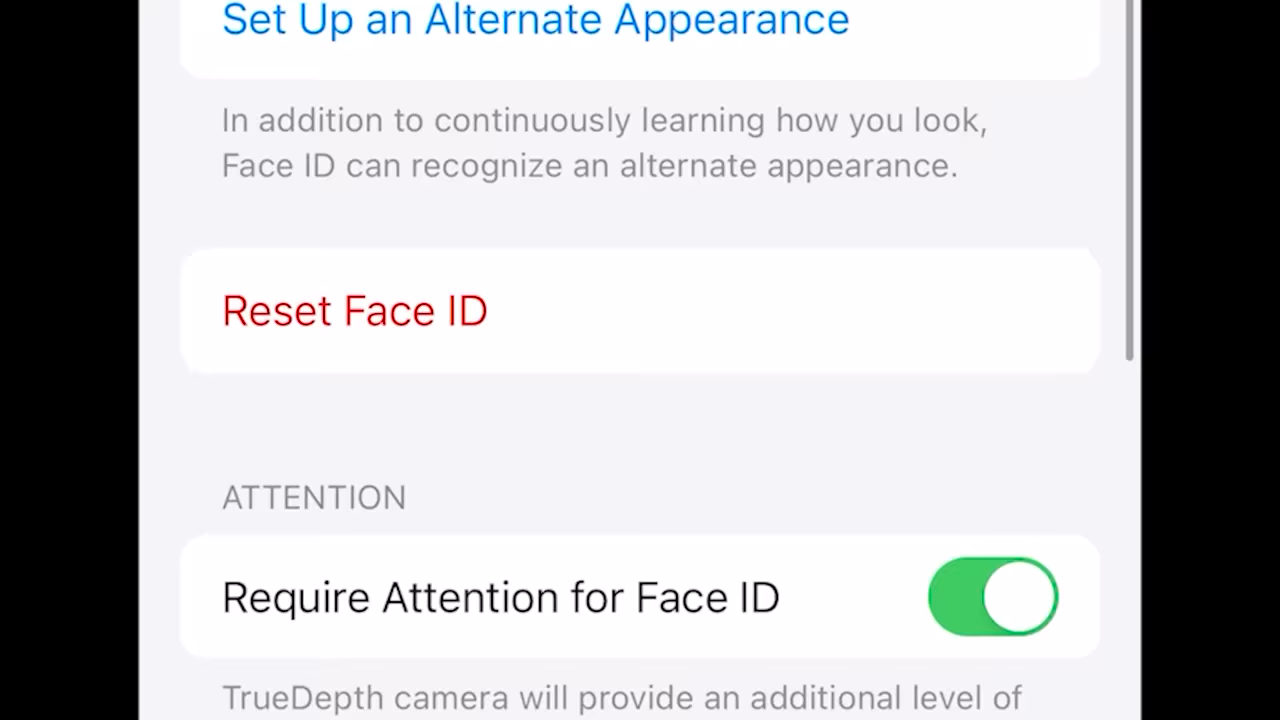 Set Up an Alternate Appearance
In addition to continuously learning how you look,
Face ID can recognize an alternate appearance.
Reset Face ID
ATTENTION
Require Attention for Face ID
TrueDepth camera will provide an additional level of